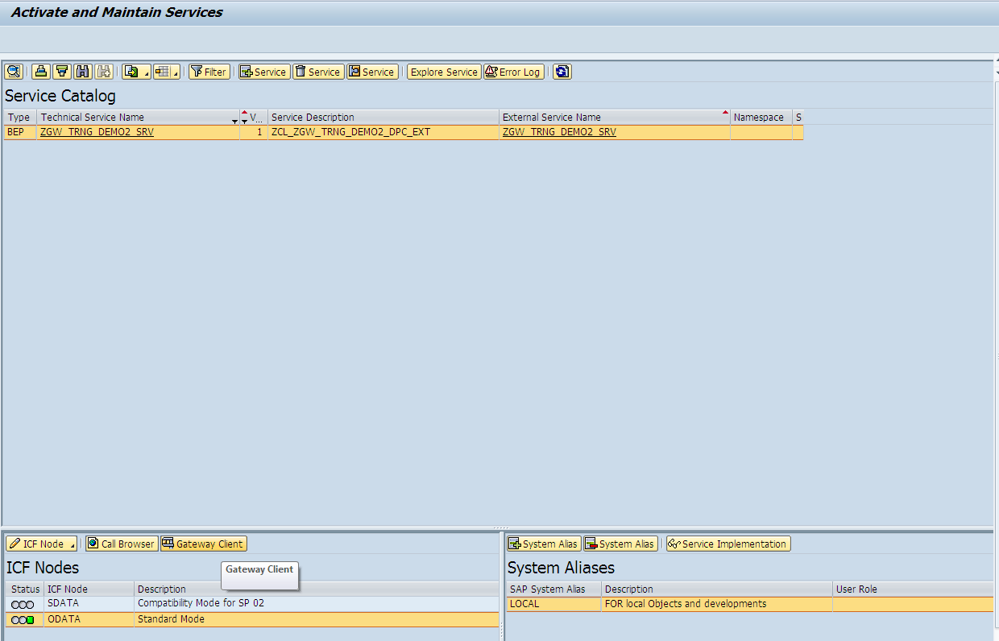 Activate and Maintain Services
Filter Service Service Service Explore Service Error Log
Service Catalog
Type Technical Service Name V... Service Description External Service Name Namespace S
BEP ZGW_TRNG_DEMO2_SRV 1 ZCL_ZGW_TRNG_DEMO2_DPC_EXT ZGW_TRNG_DEMO2_SRV
ICF Node Call Browser Gateway Client
ICF Nodes
Gateway Client
Status ICF Node Description
SDATA Compatibility Mode for SP 02
ODATA Standard Mode
System Alias System Alias Service Implementation
System Aliases
SAP System Alias Description User Role
LOCAL FOR local Objects and developments